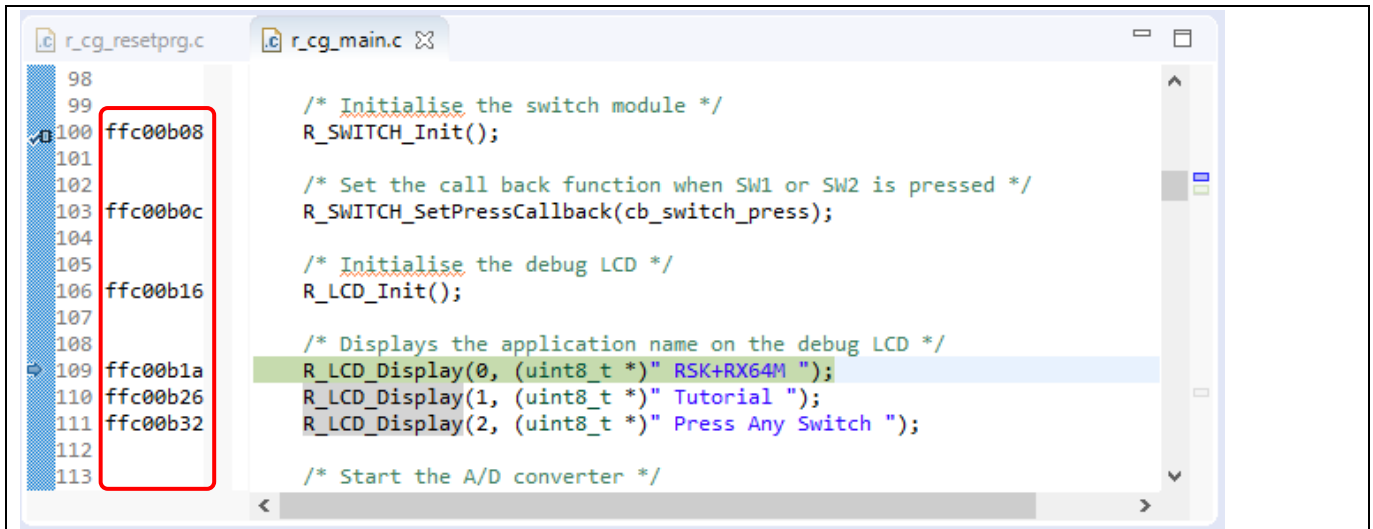 r_cg_resetprg.c r_cg_main.c
98
99 /* Initialise the switch module */
100 ffc00b08 R_SWITCH_Init();
101
102 /* Set the call back function when SW1 or SW2 is pressed */
103 ffc00b0c R_SWITCH_SetPressCallback(cb_switch_press);
104
105 /* Initialise the debug LCD */
106 ffc00b16 R_LCD_Init();
107
108 /* Displays the application name on the debug LCD */
109 ffc00b1a R_LCD_Display(0, (uint8_t *)" RSK+RX64M ");
110 ffc00b26 R_LCD_Display(1, (uint8_t *)" Tutorial ");
111 ffc00b32 R_LCD_Display(2, (uint8_t *)" Press Any Switch ");
112
113 /* Start the A/D converter */